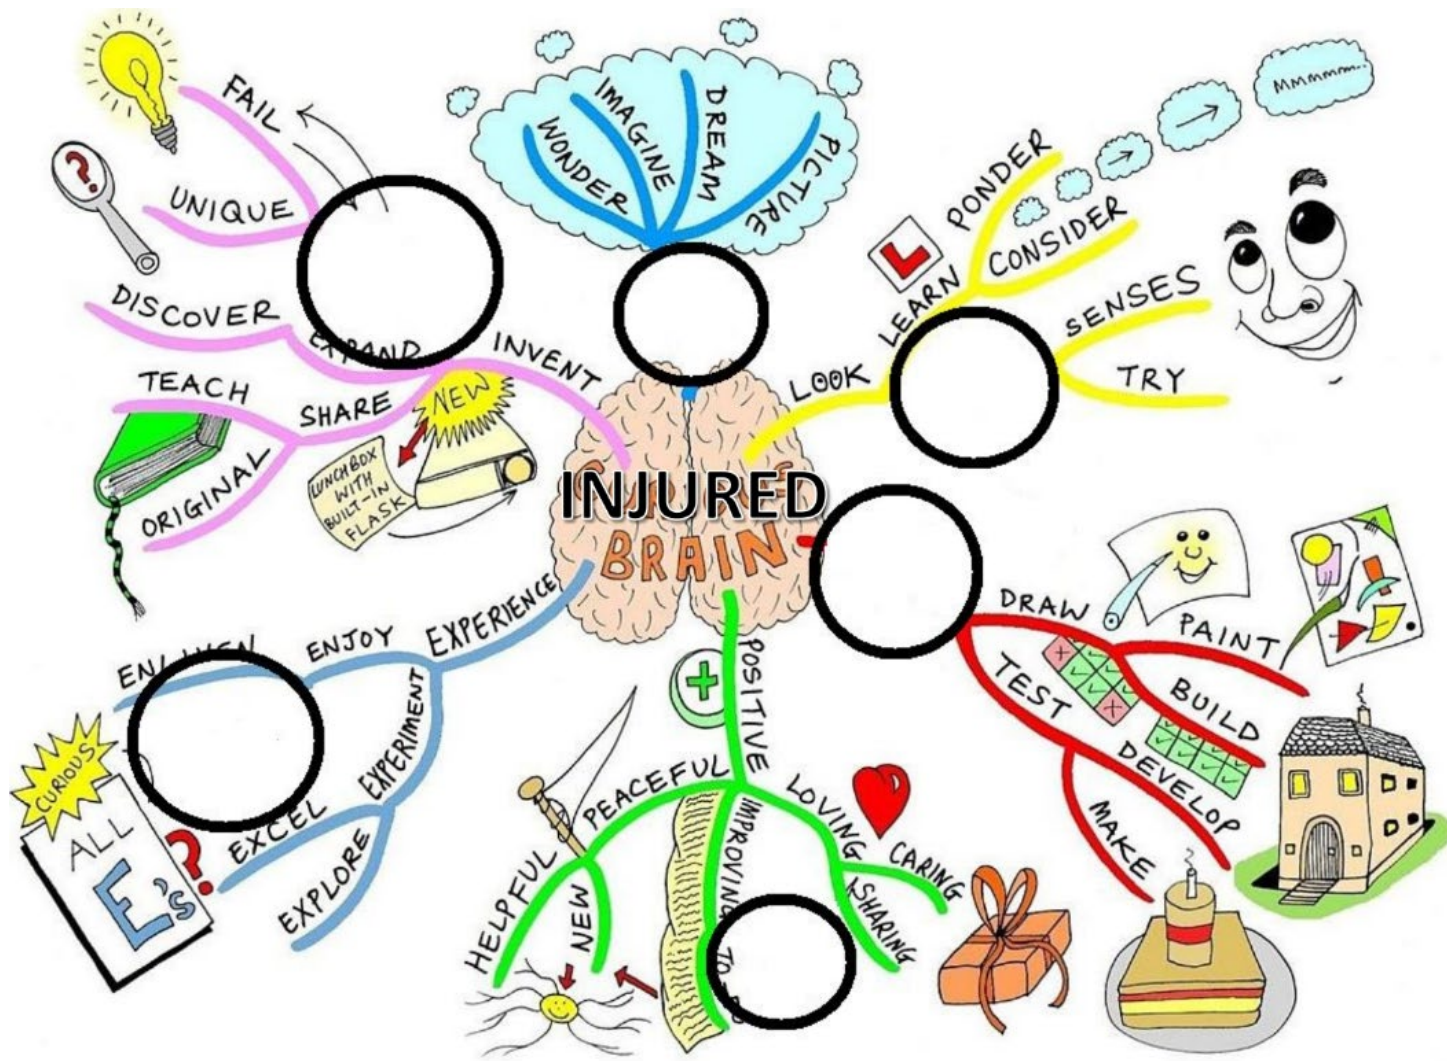 FAIL
UNIQUE
DISCOVER
EXPAND
INVENT
TEACH
SHARE
ORIGINAL
NEW
LUNCHBOX
WITH
BUILT-IN
FLASK
WONDER
IMAGINE
DREAM
PICTURE
MMMMMM..
PONDER
CONSIDER
L
LEARN
LOOK
SENSES
TRY
INJURED
BRAIN
DRAW
PAINT
BUILD
TEST
DEVELOP
MAKE
EXPERIENCE
ENJOY
EXPERIMENT
EXCEL
EXPLORE
CURIOUS
ALL
E's
?
?
POSITIVE
PEACEFUL
HELPFUL
NEW
IMPROVING
TO
LOVING
CARING
SHARING